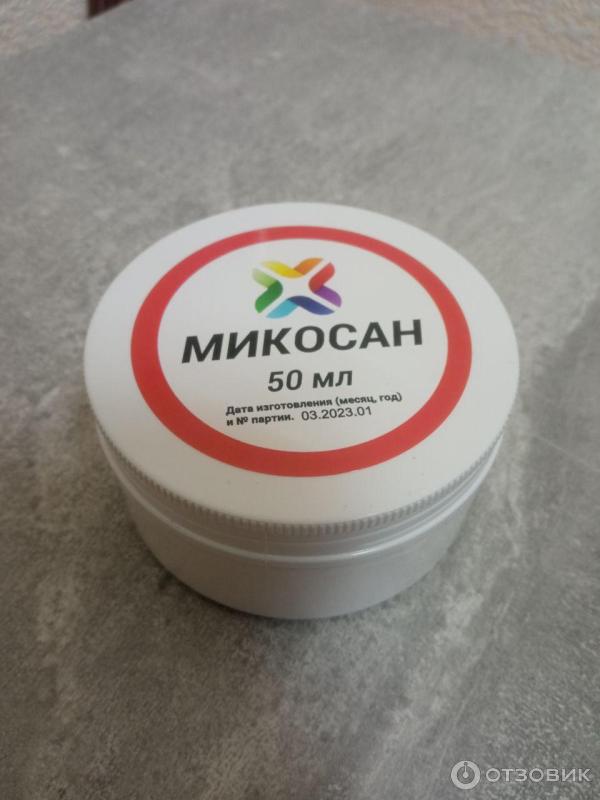 МИКОСАН
50 мл
Дата изготовления (месяц, год)
и № партии. 03.2023.01
ОТЗОВИК